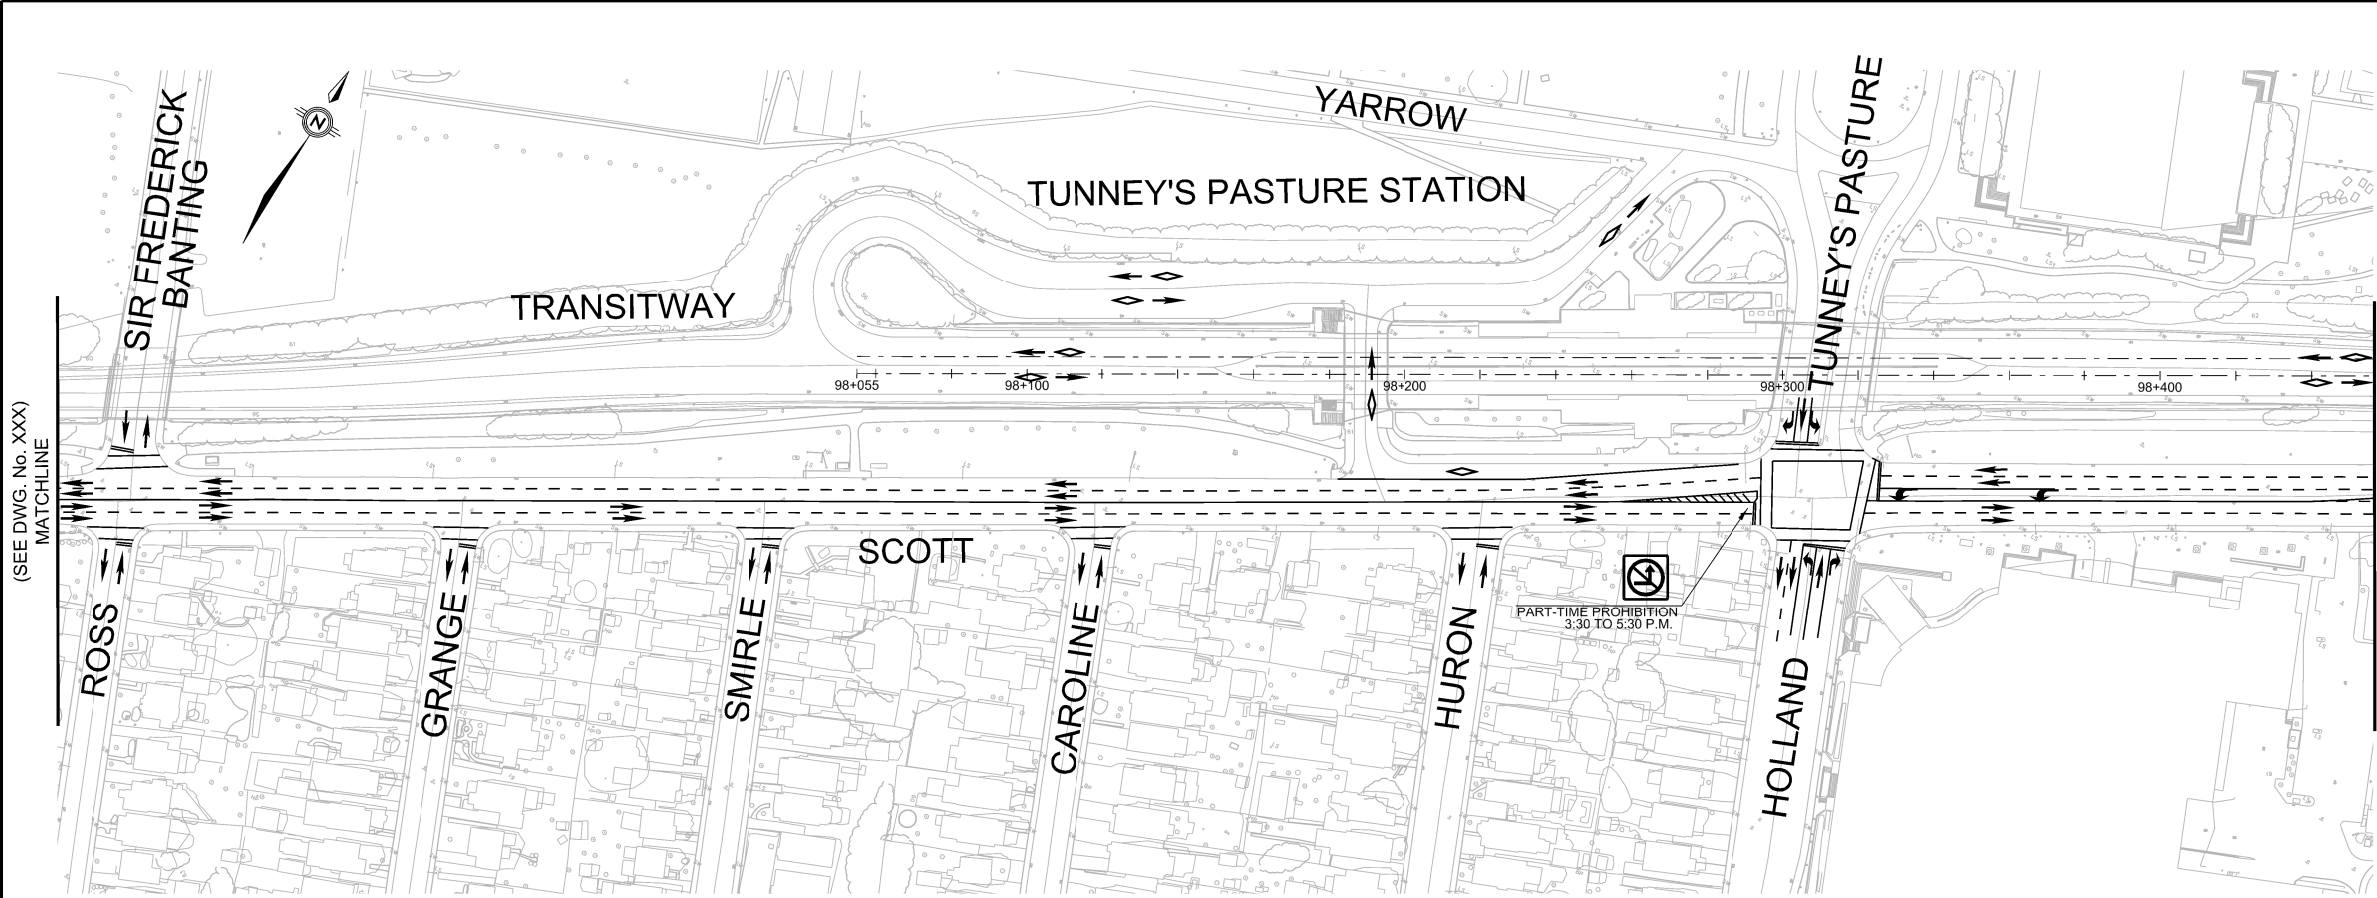 YARROW
TUNNEY'S PASTURE
SIR FREDERICK
BANTING
N
TUNNEY'S PASTURE STATION
TRANSITWAY
98+055
98+100
98+200
98+300
98+400
(SEE DWG. No. XXX)
MATCHLINE
SCOTT
PART-TIME PROHIBITION
3:30 TO 5:30 P.M.
ROSS
GRANGE
SMIRLE
CAROLINE
HURON
HOLLAND